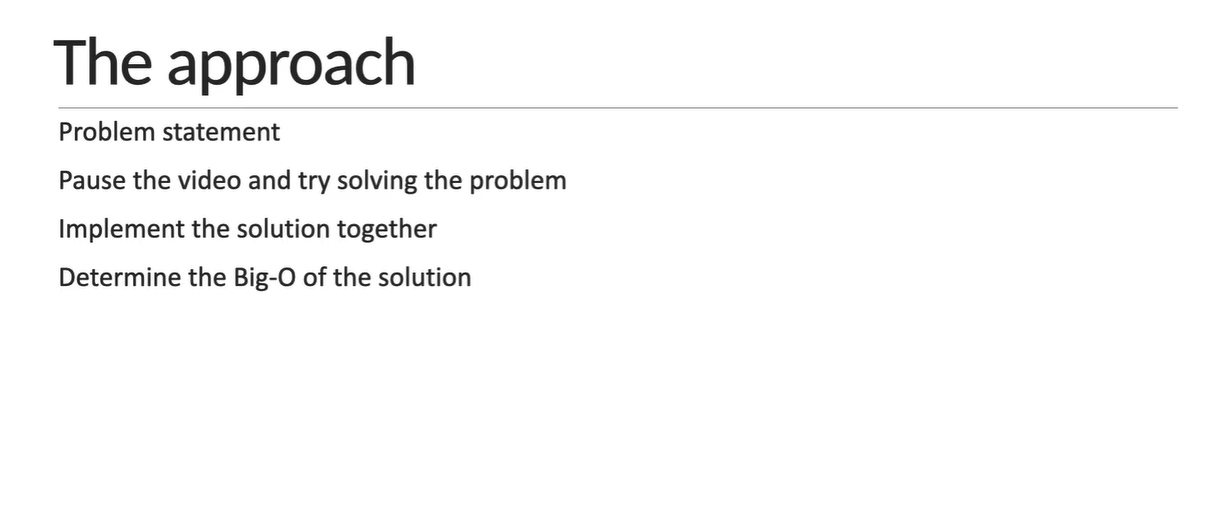 The approach
Problem statement
Pause the video and try solving the problem
Implement the solution together
Determine the Big-O of the solution